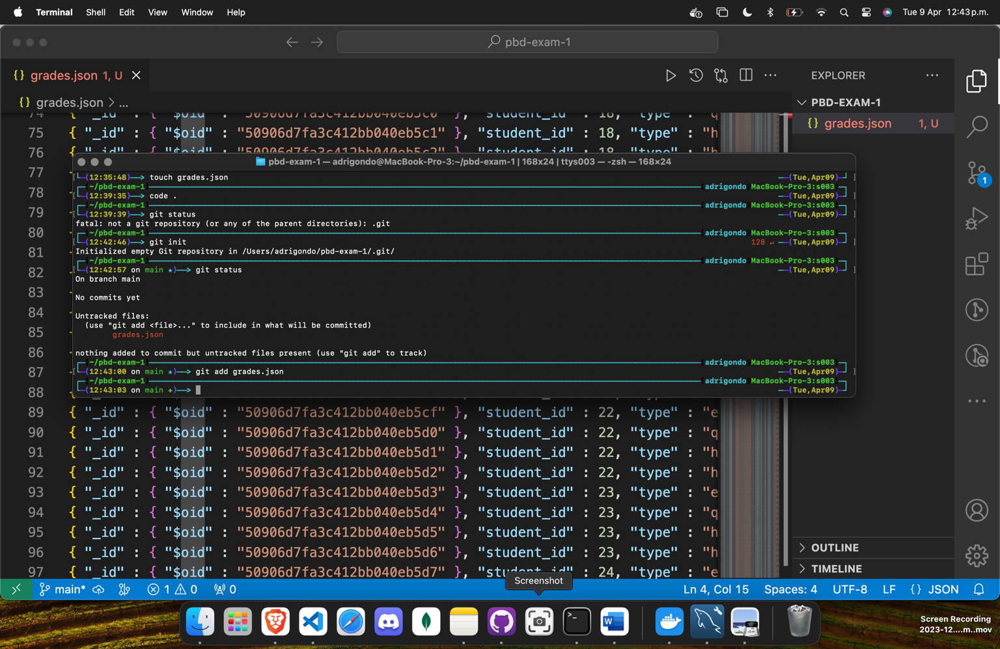 Terminal Shell Edit View Window Help Tue 9 Apr 12:43 p.m.
pbd-exam-1
grades.json 1, U
EXPLORER
grades.json > ...
PBD-EXAM-1
grades.json 1, U
74 { "_id" : { "$oid" : "50906d7fa3c412bb040eb5c0" }, "student_id" : 18, "type" : "q
75 { "_id" : { "$oid" : "50906d7fa3c412bb040eb5c1" }, "student_id" : 18, "type" : "h
76 { "_id" : { "$oid" : "50906d7fa3c412bb040eb5c2" }, "student_id" : 18, "type" : "h
77
78
79
80
81
82
83
84
85
86
87
88
pbd-exam-1 — adrigondo@MacBook-Pro-3:~/pbd-exam-1 | 168x24 | ttys003 — -zsh — 168×24
(12:35:48)——> touch grades.json —(Tue,Apr09)—
(~/pbd-exam-1) adrigondo MacBook-Pro-3:s003
(12:39:35)——> code . —(Tue,Apr09)—
(~/pbd-exam-1) adrigondo MacBook-Pro-3:s003
(12:39:39)——> git status —(Tue,Apr09)—
fatal: not a git repository (or any of the parent directories): .git
(~/pbd-exam-1) adrigondo MacBook-Pro-3:s003
(12:42:46)——> git init 128 ↵ —(Tue,Apr09)—
Initialized empty Git repository in /Users/adrigondo/pbd-exam-1/.git/
(~/pbd-exam-1) adrigondo MacBook-Pro-3:s003
(12:42:57 on main ★)——> git status —(Tue,Apr09)—
On branch main
No commits yet
Untracked files:
(use "git add <file>..." to include in what will be committed)
grades.json
nothing added to commit but untracked files present (use "git add" to track)
(~/pbd-exam-1) adrigondo MacBook-Pro-3:s003
(12:43:00 on main ★)——> git add grades.json —(Tue,Apr09)—
(~/pbd-exam-1) adrigondo MacBook-Pro-3:s003
(12:43:03 on main +)——> —(Tue,Apr09)—
89 { "_id" : { "$oid" : "50906d7fa3c412bb040eb5cf" }, "student_id" : 22, "type" : "e
90 { "_id" : { "$oid" : "50906d7fa3c412bb040eb5d0" }, "student_id" : 22, "type" : "q
91 { "_id" : { "$oid" : "50906d7fa3c412bb040eb5d1" }, "student_id" : 22, "type" : "h
92 { "_id" : { "$oid" : "50906d7fa3c412bb040eb5d2" }, "student_id" : 22, "type" : "h
93 { "_id" : { "$oid" : "50906d7fa3c412bb040eb5d3" }, "student_id" : 23, "type" : "e
94 { "_id" : { "$oid" : "50906d7fa3c412bb040eb5d4" }, "student_id" : 23, "type" : "q
95 { "_id" : { "$oid" : "50906d7fa3c412bb040eb5d5" }, "student_id" : 23, "type" : "h
96 { "_id" : { "$oid" : "50906d7fa3c412bb040eb5d6" }, "student_id" : 23, "type" : "h
97 { "_id" : { "$oid" : "50906d7fa3c412bb040eb5d7" }, "student_id" : 24, "type" : "e
1
OUTLINE
TIMELINE
Screenshot
main* 1 0 0 Ln 4, Col 15 Spaces: 4 UTF-8 LF {} JSON
Screen Recording
2023-12....m..mov